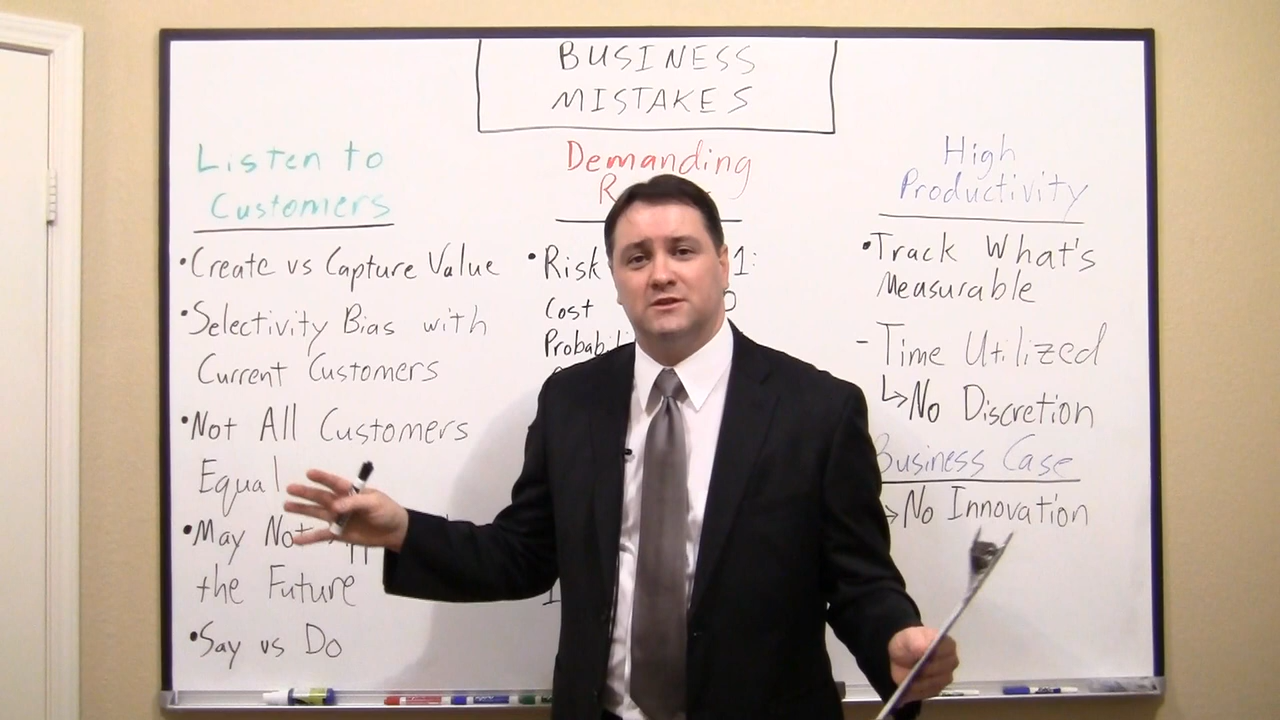 BUSINESS
MISTAKES
Listen to
Customers
• Create vs Capture Value
• Selectivity Bias with
Current Customers
• Not All Customers
Equal
• May Not
the Future
• Say vs Do
Demanding
• Risk 1:
Cost
High
Productivity
• Track What's
Measurable
- Time Utilized
↳ No Discretion
Business Case
→ No Innovation